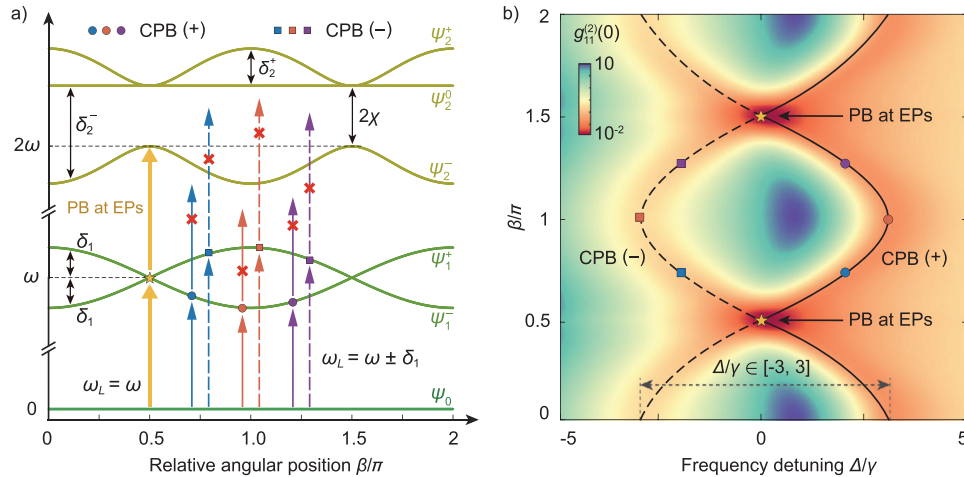 a)
CPB (+)
CPB (−)
ψ₂⁺
δ₂⁺
ψ₂⁰
δ₂⁻
2χ
2ω
ψ₂⁻
PB at EPs
δ₁
ψ₁⁺
ω
δ₁
ψ₁⁻
ω_L = ω
ω_L = ω ± δ₁
ψ₀
0
0 0.5 1.0 1.5 2
Relative angular position β/π
b)
2
g₁₁⁽²⁾(0)
10
10⁻²
1.5
PB at EPs
β/π
1
CPB (−)
CPB (+)
0.5
PB at EPs
Δ/γ ∈ [-3, 3]
0
-5 0 5
Frequency detuning Δ/γ